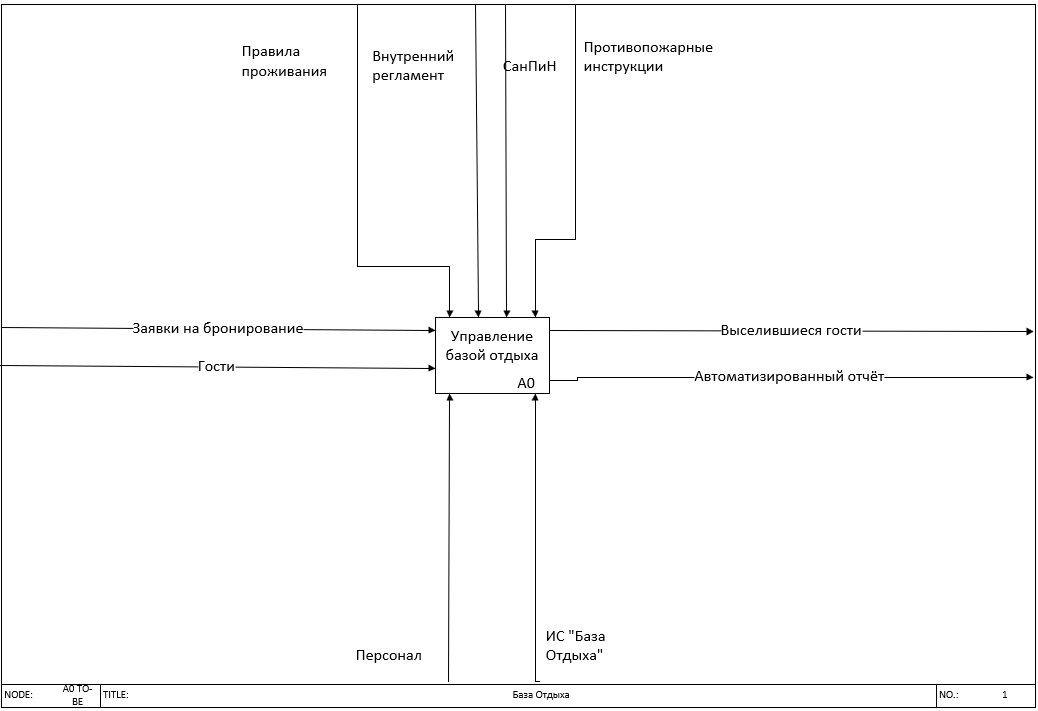 Правила
проживания
Внутренний
регламент
СанПиН
Противопожарные
инструкции
Заявки на бронирование
Гости
Управление
базой отдыха
A0
Выселившиеся гости
Автоматизированный отчёт
Персонал
ИС "База
Отдыха"
NODE:
A0 TO-
BE
TITLE:
База Отдыха
NO.:
1